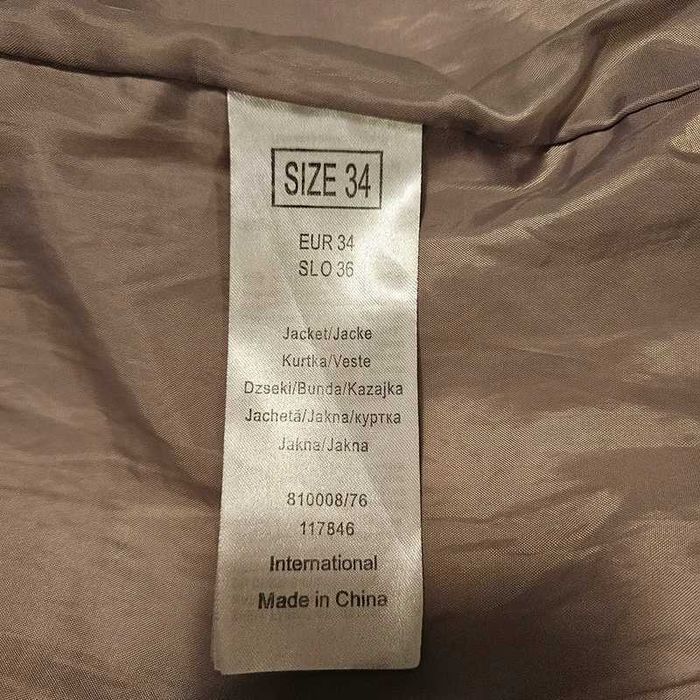 SIZE 34
EUR 34
SLO 36
Jacket/Jacke
Kurtka/Veste
Dzseki/Bunda/Kazajka
Jachetă/Jakna/куртка
Jakna/Jakna
810008/76
117846
International
Made in China